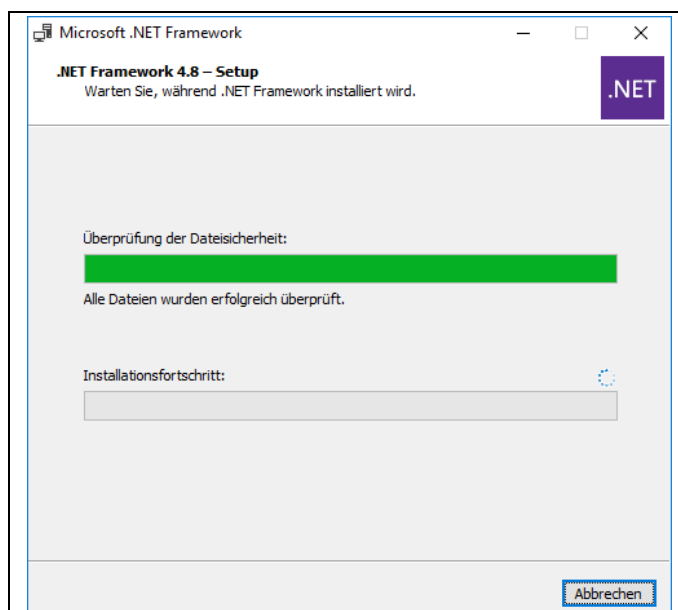 Microsoft .NET Framework
.NET Framework 4.8 – Setup
Warten Sie, während .NET Framework installiert wird.
.NET
Überprüfung der Dateisicherheit:
Alle Dateien wurden erfolgreich überprüft.
Installationsfortschritt:
Abbrechen